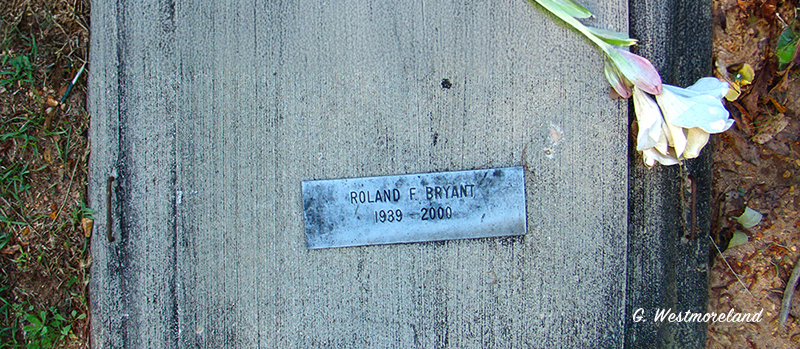 ROLAND F. BRYANT
1939 - 2000
G. Westmoreland